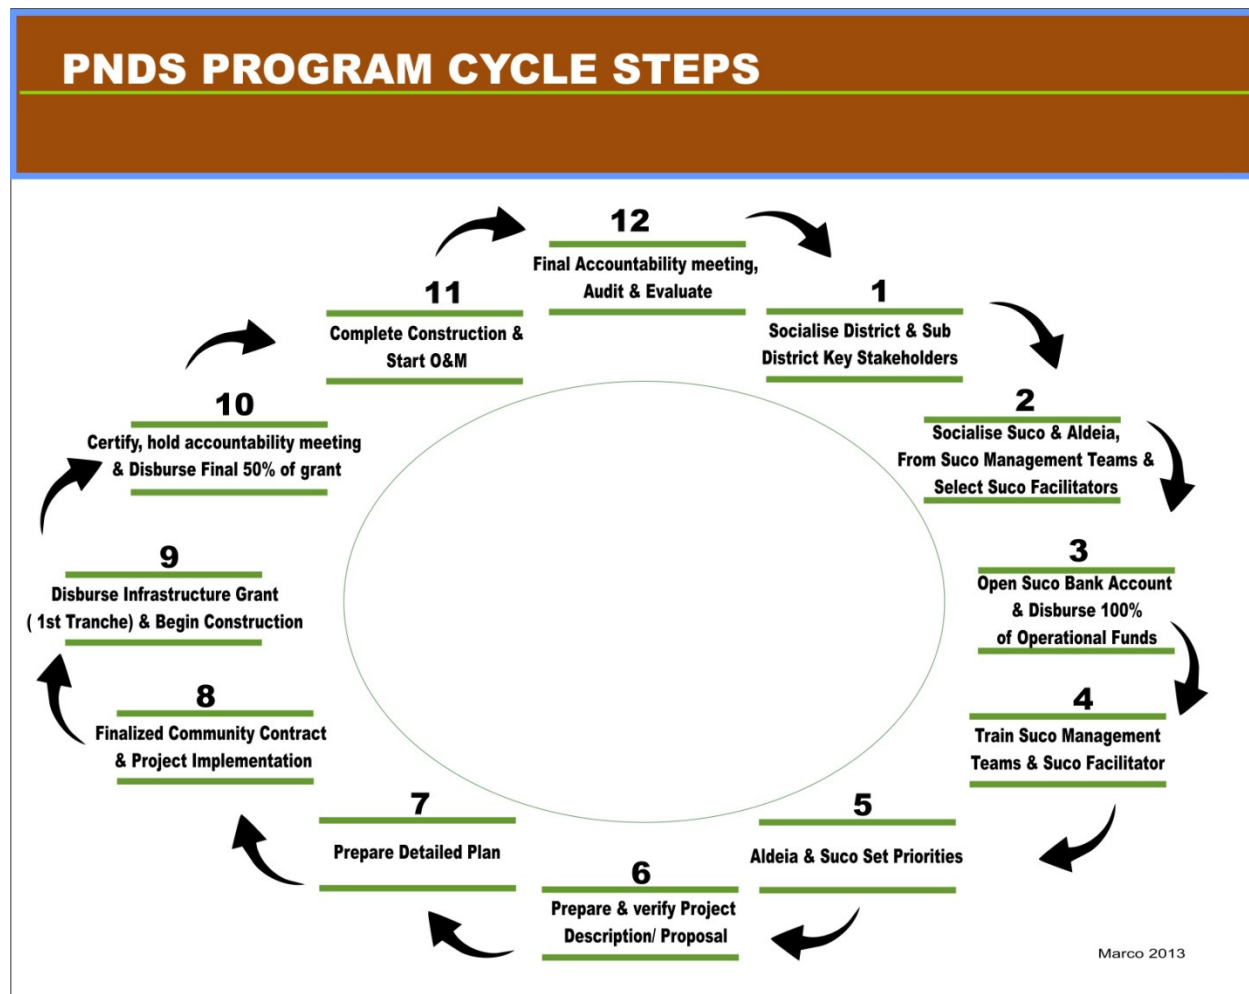 PNDS PROGRAM CYCLE STEPS
12
Final Accountability meeting,
Audit & Evaluate
1
Socialise District & Sub
District Key Stakeholders
2
Socialise Suco & Aldeia,
From Suco Management Teams &
Select Suco Facilitators
3
Open Suco Bank Account
& Disburse 100%
of Operational Funds
4
Train Suco Management
Teams & Suco Facilitator
5
Aldeia & Suco Set Priorities
6
Prepare & verify Project
Description/ Proposal
7
Prepare Detailed Plan
8
Finalized Community Contract
& Project Implementation
9
Disburse Infrastructure Grant
( 1st Tranche) & Begin Construction
10
Certify, hold accountability meeting
& Disburse Final 50% of grant
11
Complete Construction &
Start O&M
Marco 2013